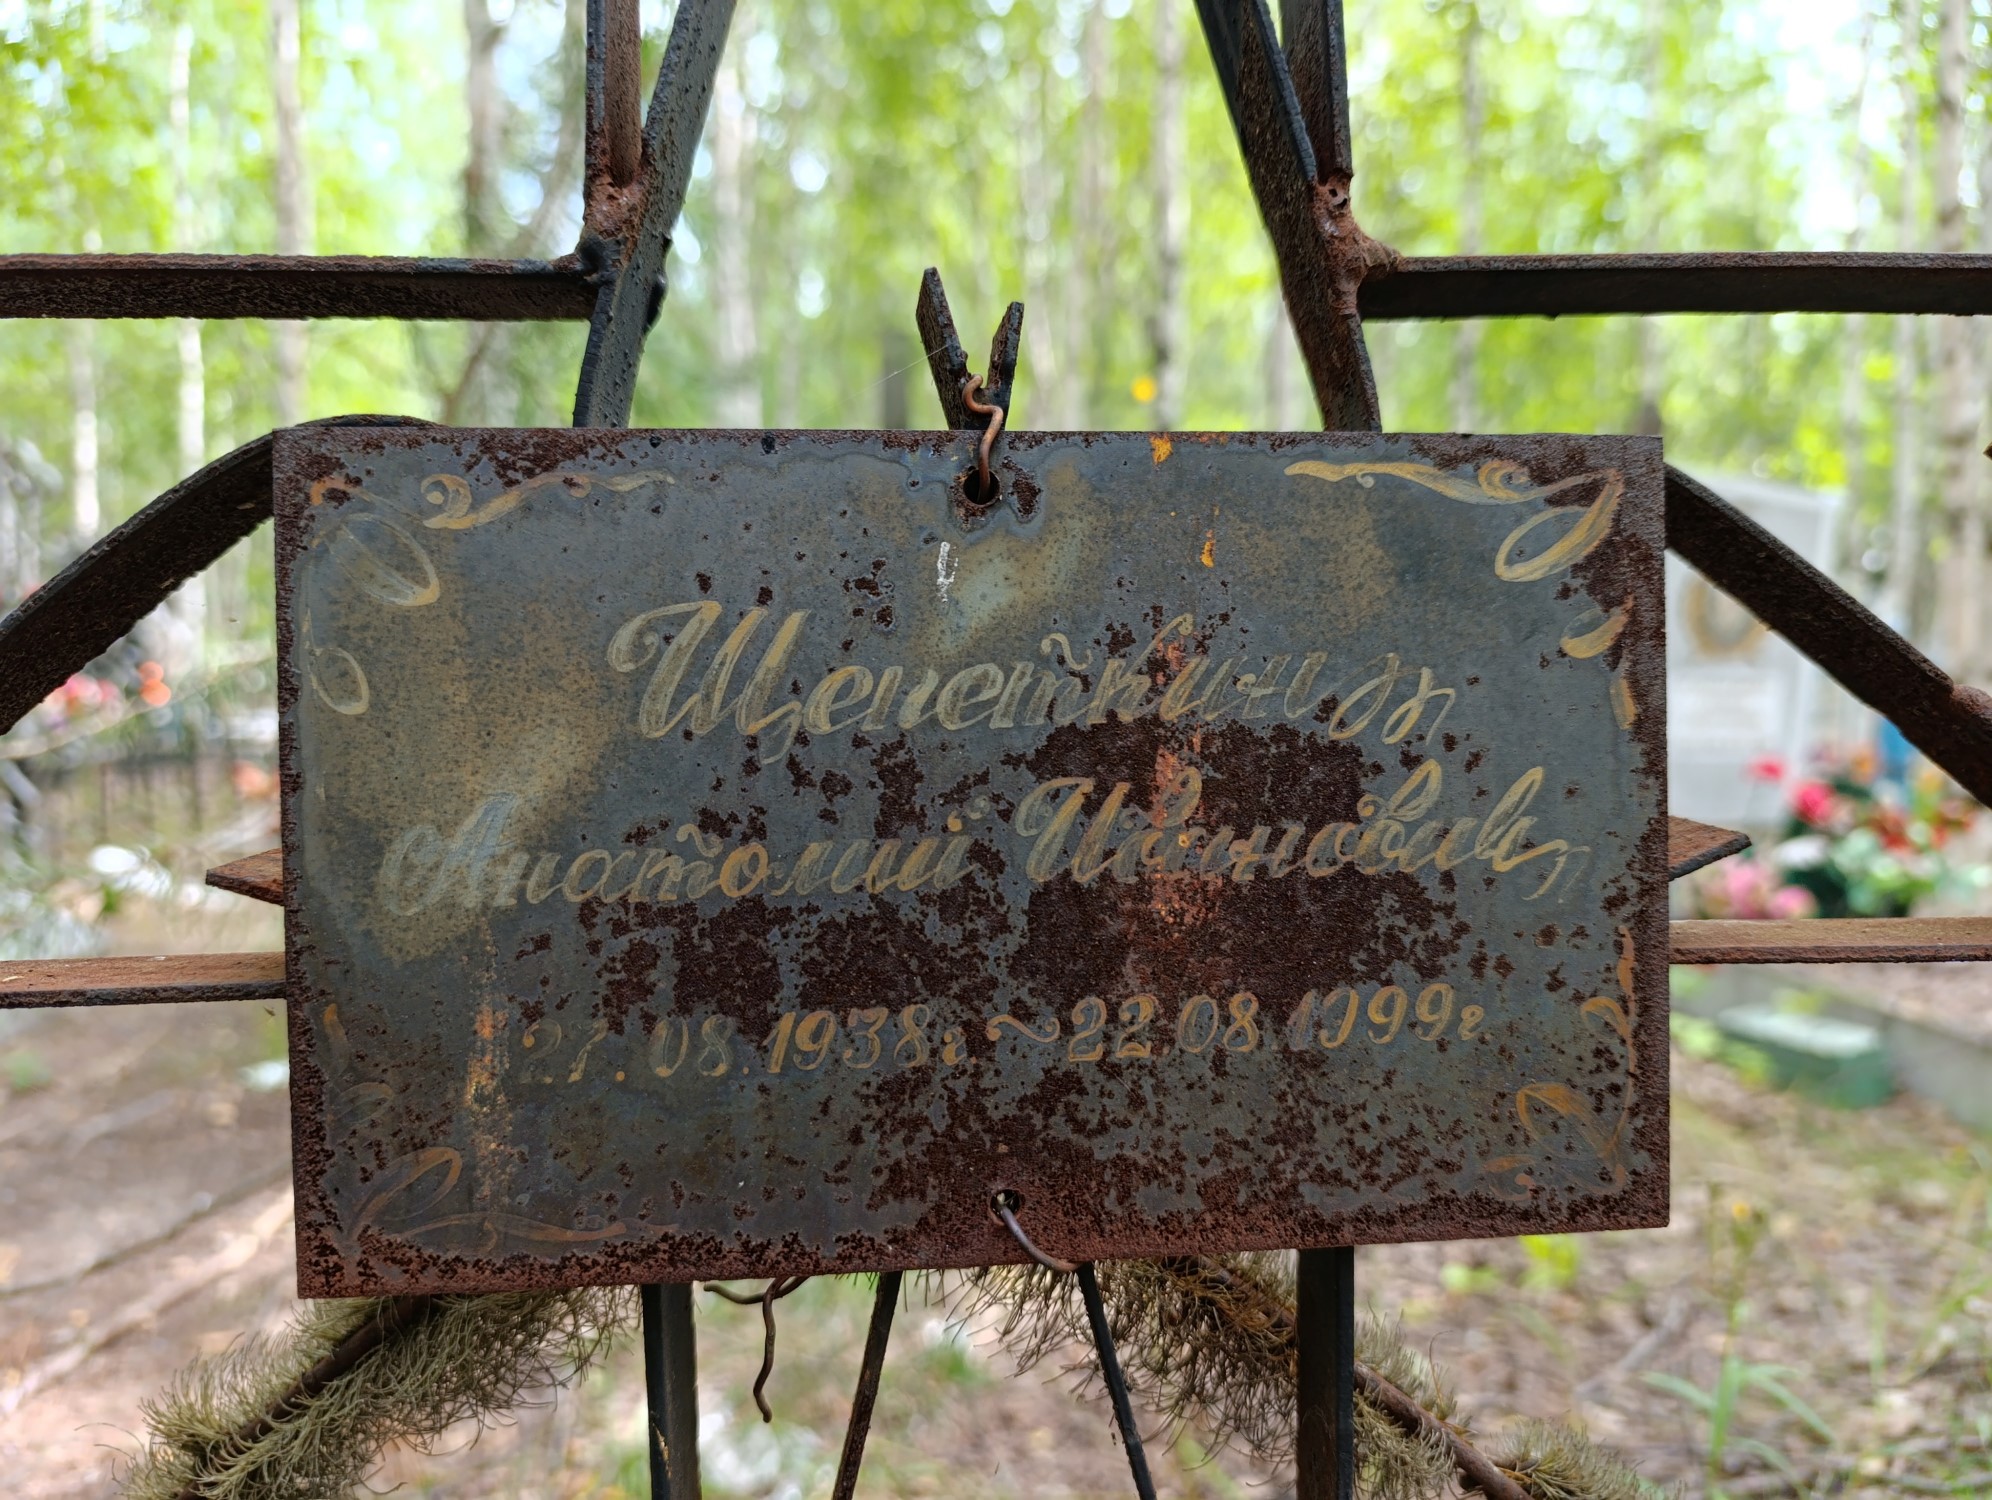 Щепеткин
Анатолий Иванович
27.08.1938г. ~ 22.08.1999г